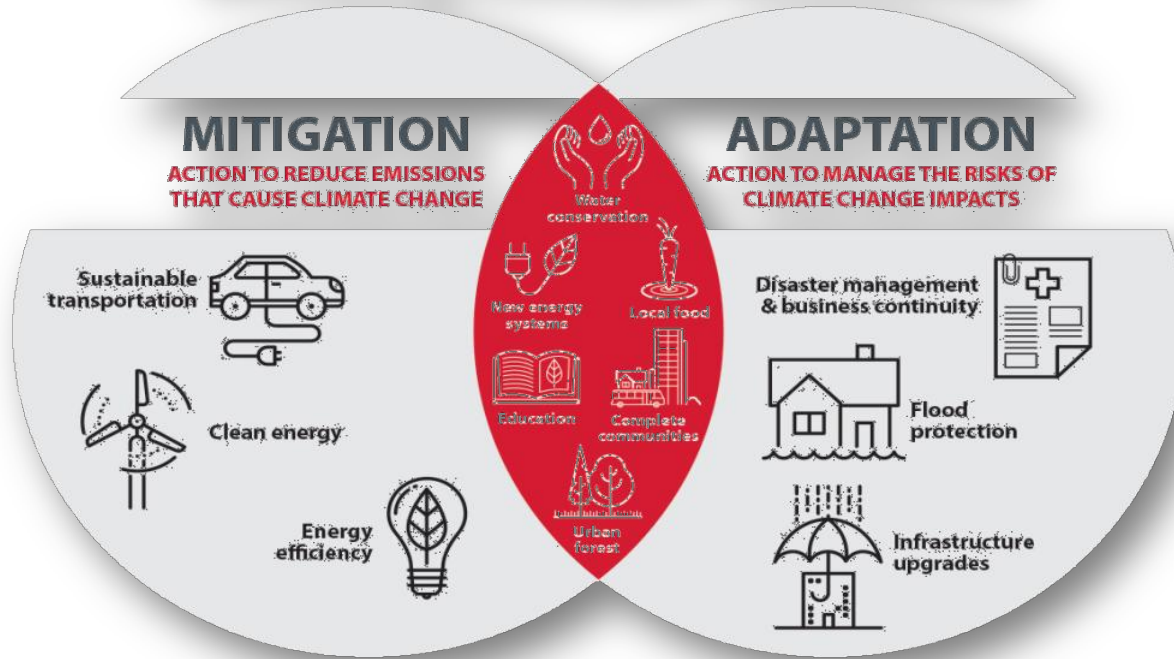 MITIGATION
ACTION TO REDUCE EMISSIONS
THAT CAUSE CLIMATE CHANGE
Sustainable
transportation
Clean energy
Energy
efficiency
Water
conservation
New energy
systems
Local food
Education
Complete
communities
Urban
forest
ADAPTATION
ACTION TO MANAGE THE RISKS OF
CLIMATE CHANGE IMPACTS
Disaster management
& business continuity
Flood
protection
Infrastructure
upgrades